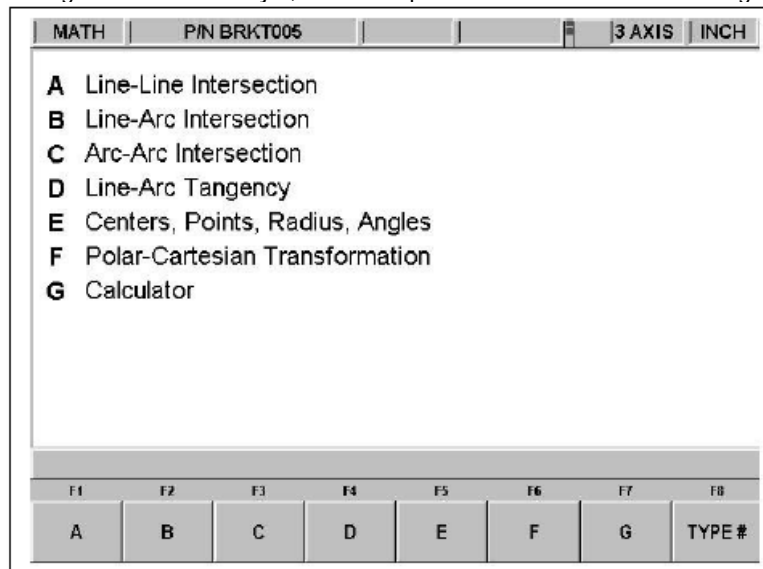 MATH P/N BRKT005 3 AXIS INCH
A Line-Line Intersection
B Line-Arc Intersection
C Arc-Arc Intersection
D Line-Arc Tangency
E Centers, Points, Radius, Angles
F Polar-Cartesian Transformation
G Calculator
F1 F2 F3 F4 F5 F6 F7 F8
A B C D E F G TYPE #